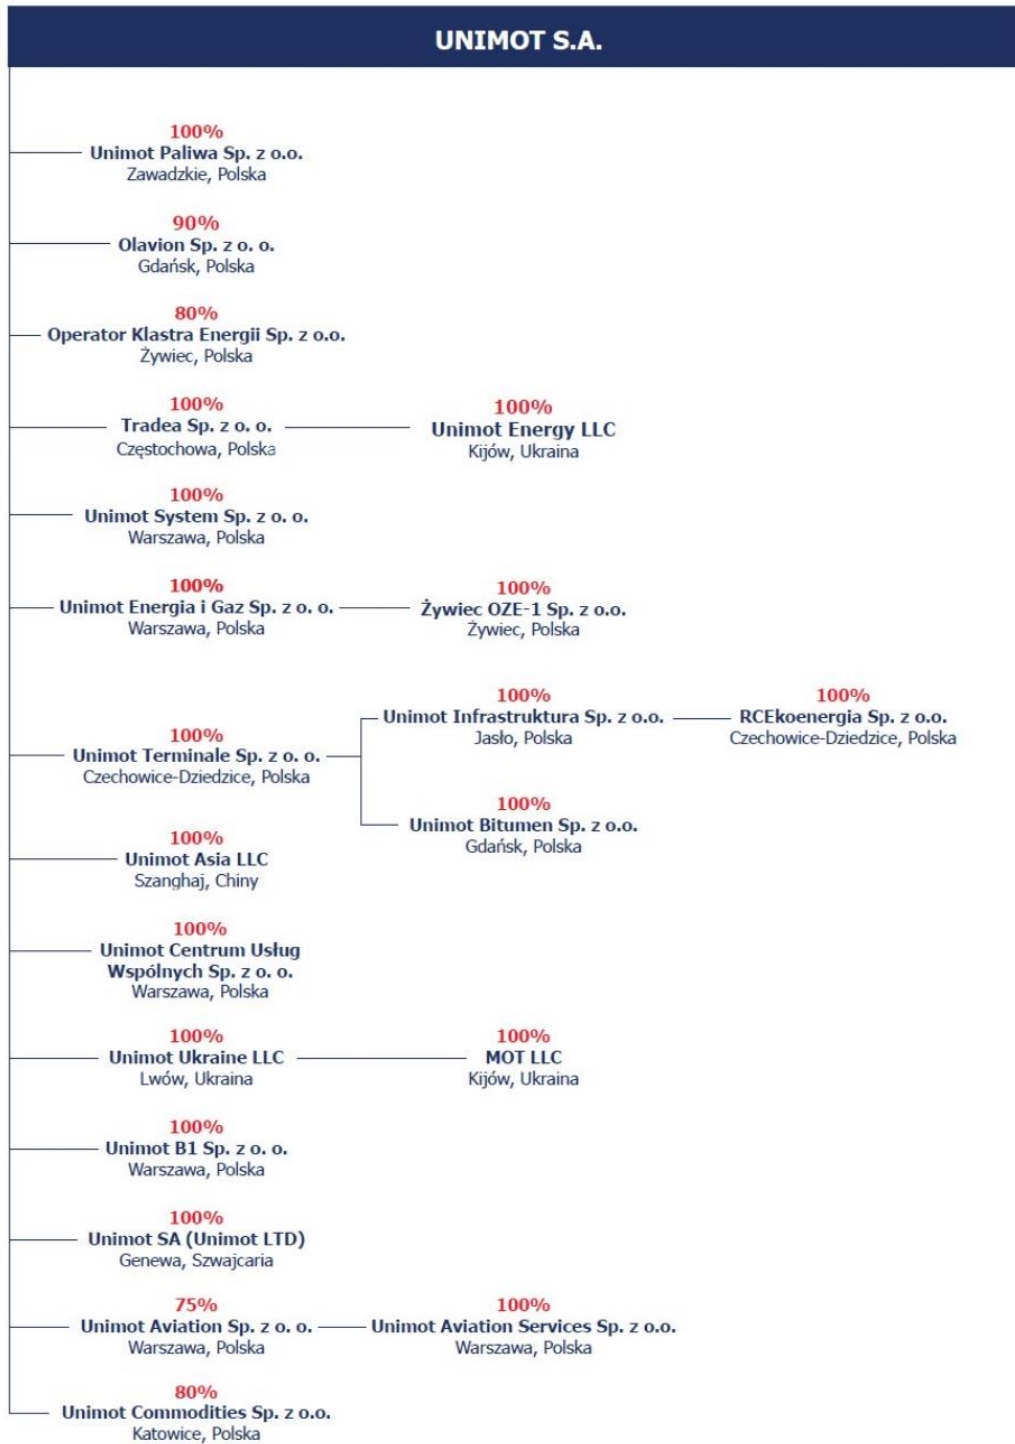 UNIMOT S.A.
100%
Unimot Paliwa Sp. z o.o.
Zawadzkie, Polska
90%
Olavion Sp. z o. o.
Gdańsk, Polska
80%
Operator Klastra Energii Sp. z o.o.
Żywiec, Polska
100%
Tradea Sp. z o. o.
Częstochowa, Polska
100%
Unimot Energy LLC
Kijów, Ukraina
100%
Unimot System Sp. z o. o.
Warszawa, Polska
100%
Unimot Energia i Gaz Sp. z o. o.
Warszawa, Polska
100%
Żywiec OZE-1 Sp. z o.o.
Żywiec, Polska
100%
Unimot Terminale Sp. z o. o.
Czechowice-Dziedzice, Polska
100%
Unimot Infrastruktura Sp. z o.o.
Jasło, Polska
100%
RCEkoenergia Sp. z o.o.
Czechowice-Dziedzice, Polska
100%
Unimot Bitumen Sp. z o.o.
Gdańsk, Polska
100%
Unimot Asia LLC
Szanghaj, Chiny
100%
Unimot Centrum Usług
Wspólnych Sp. z o. o.
Warszawa, Polska
100%
Unimot Ukraine LLC
Lwów, Ukraina
100%
MOT LLC
Kijów, Ukraina
100%
Unimot B1 Sp. z o. o.
Warszawa, Polska
100%
Unimot SA (Unimot LTD)
Genewa, Szwajcaria
75%
Unimot Aviation Sp. z o. o.
Warszawa, Polska
100%
Unimot Aviation Services Sp. z o.o.
Warszawa, Polska
80%
Unimot Commodities Sp. z o.o.
Katowice, Polska